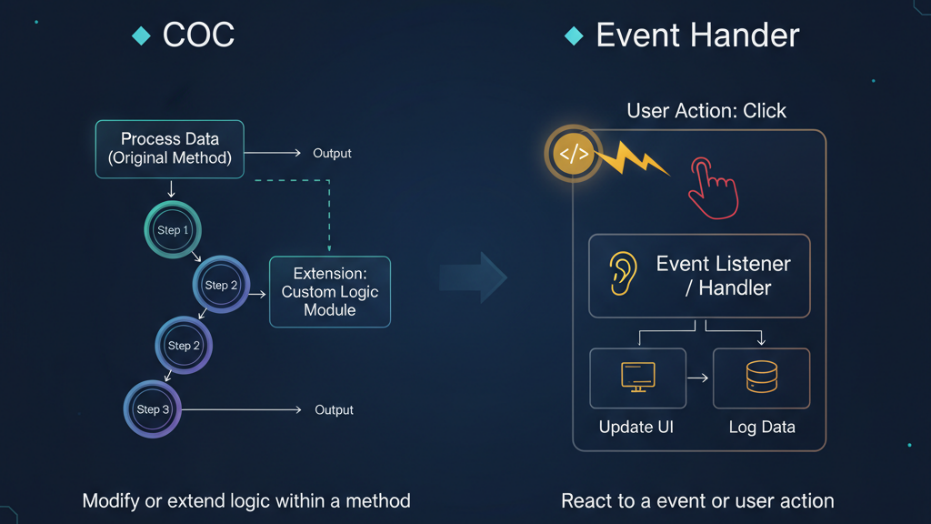 COC
Process Data
(Original Method)
Output
Step 1
Step 2
Extension:
Custom Logic
Module
Step 2
Step 3
Output
Modify or extend logic within a method
Event Hander
User Action: Click
</>
Event Listener
/ Handler
Update UI
Log Data
React to a event or user action